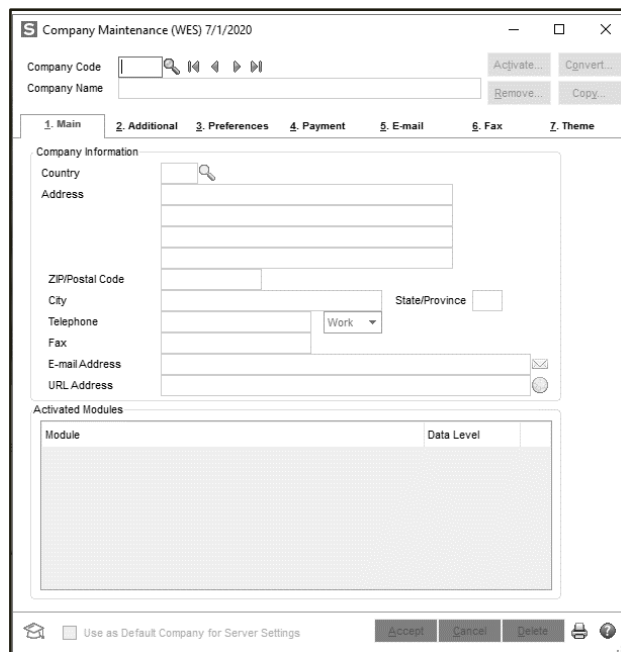 S Company Maintenance (WES) 7/1/2020
Company Code
Activate... Convert...
Company Name
Remove... Copy...
1. Main 2. Additional 3. Preferences 4. Payment 5. E-mail 6. Fax 7. Theme
Company Information
Country
Address
ZIP/Postal Code
City State/Province
Telephone Work
Fax
E-mail Address
URL Address
Activated Modules
Module Data Level
Use as Default Company for Server Settings Accept Cancel Delete ?